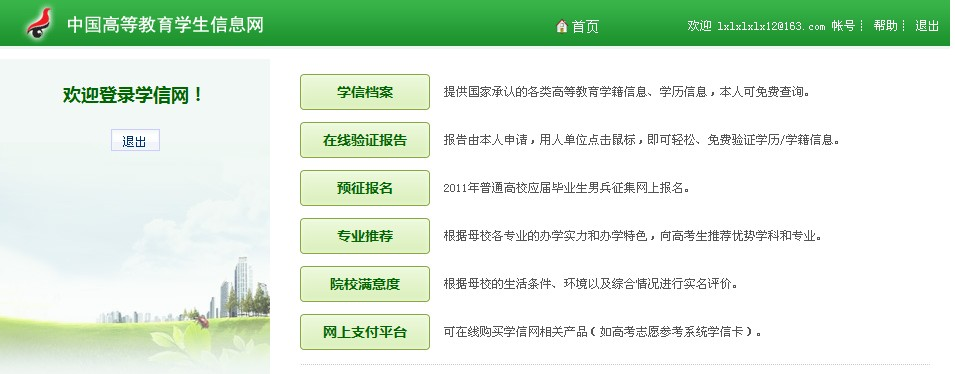 中国高等教育学生信息网
首页
欢迎 lxlxlxlx12@163.com 帐号┊ 帮助┊ 退出
欢迎登录学信网！
退出
学信档案 提供国家承认的各类高等教育学籍信息、学历信息，本人可免费查询。
在线验证报告 报告由本人申请，用人单位点击鼠标，即可轻松、免费验证学历/学籍信息。
预征报名 2011年普通高校应届毕业生男兵征集网上报名。
专业推荐 根据母校各专业的办学实力和办学特色，向高考生推荐优势学科和专业。
院校满意度 根据母校的生活条件、环境以及综合情况进行实名评价。
网上支付平台 可在线购买学信网相关产品（如高考志愿参考系统学信卡）。